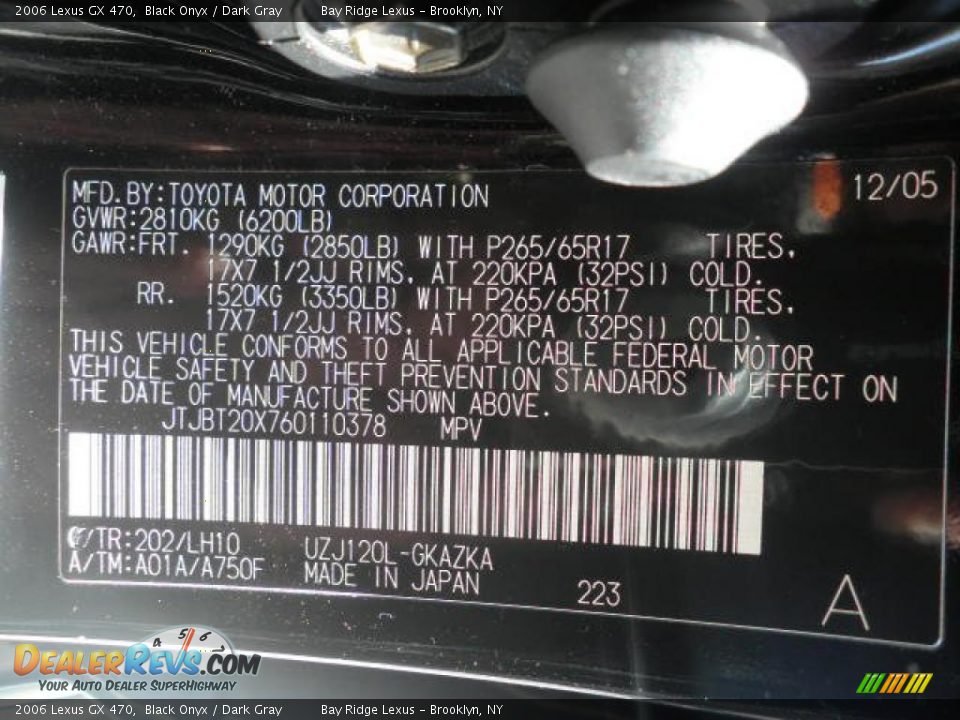 2006 Lexus GX 470, Black Onyx / Dark Gray Bay Ridge Lexus - Brooklyn, NY
12/05
MFD.BY:TOYOTA MOTOR CORPORATION
GVWR:2810KG (6200LB)
GAWR:FRT. 1290KG (2850LB) WITH P265/65R17 TIRES,
17X7 1/2JJ RIMS, AT 220KPA (32PSI) COLD.
RR. 1520KG (3350LB) WITH P265/65R17 TIRES,
17X7 1/2JJ RIMS, AT 220KPA (32PSI) COLD.
THIS VEHICLE CONFORMS TO ALL APPLICABLE FEDERAL MOTOR
VEHICLE SAFETY AND THEFT PREVENTION STANDARDS IN EFFECT ON
THE DATE OF MANUFACTURE SHOWN ABOVE.
JTJBT20X760110378 MPV
C/TR:202/LH10 UZJ120L-GKAZKA
A/TM:A01A/A750F MADE IN JAPAN 223
A
4 5 6
DEALERREVS.COM
YOUR AUTO DEALER SUPERHIGHWAY
2006 Lexus GX 470, Black Onyx / Dark Gray Bay Ridge Lexus - Brooklyn, NY